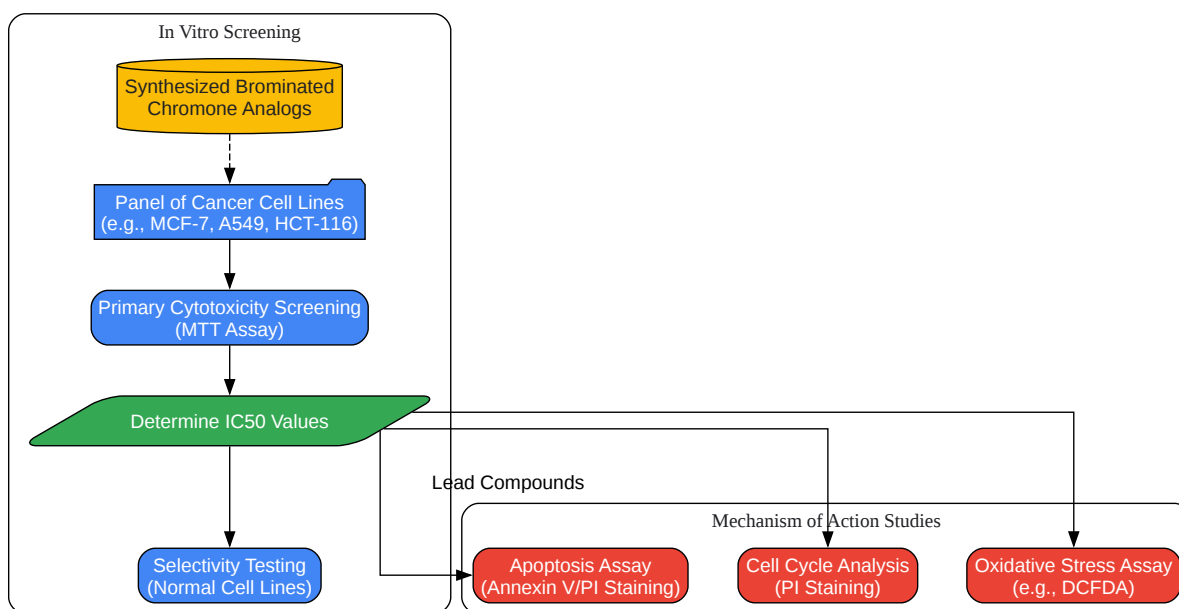 In Vitro Screening
Synthesized Brominated
Chromone Analogs
Panel of Cancer Cell Lines
(e.g., MCF-7, A549, HCT-116)
Primary Cytotoxicity Screening
(MTT Assay)
Determine IC50 Values
Lead Compounds
Mechanism of Action Studies
Selectivity Testing
(Normal Cell Lines)
Apoptosis Assay
(Annexin V/PI Staining)
Cell Cycle Analysis
(PI Staining)
Oxidative Stress Assay
(e.g., DCFDA)